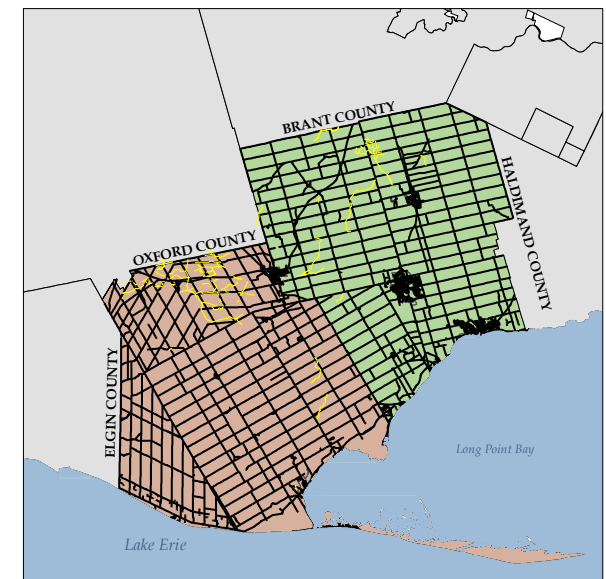 BRANT COUNTY
HALDIMAND COUNTY
OXFORD COUNTY
ELGIN COUNTY
Long Point Bay
Lake Erie